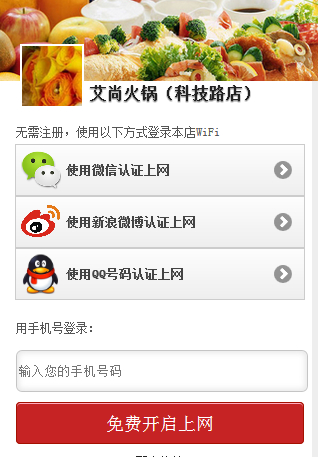 艾尚火锅（科技路店）
无需注册，使用以下方式登录本店WiFi
使用微信认证上网
使用新浪微博认证上网
使用QQ号码认证上网
用手机号登录：
输入您的手机号码
免费开启上网